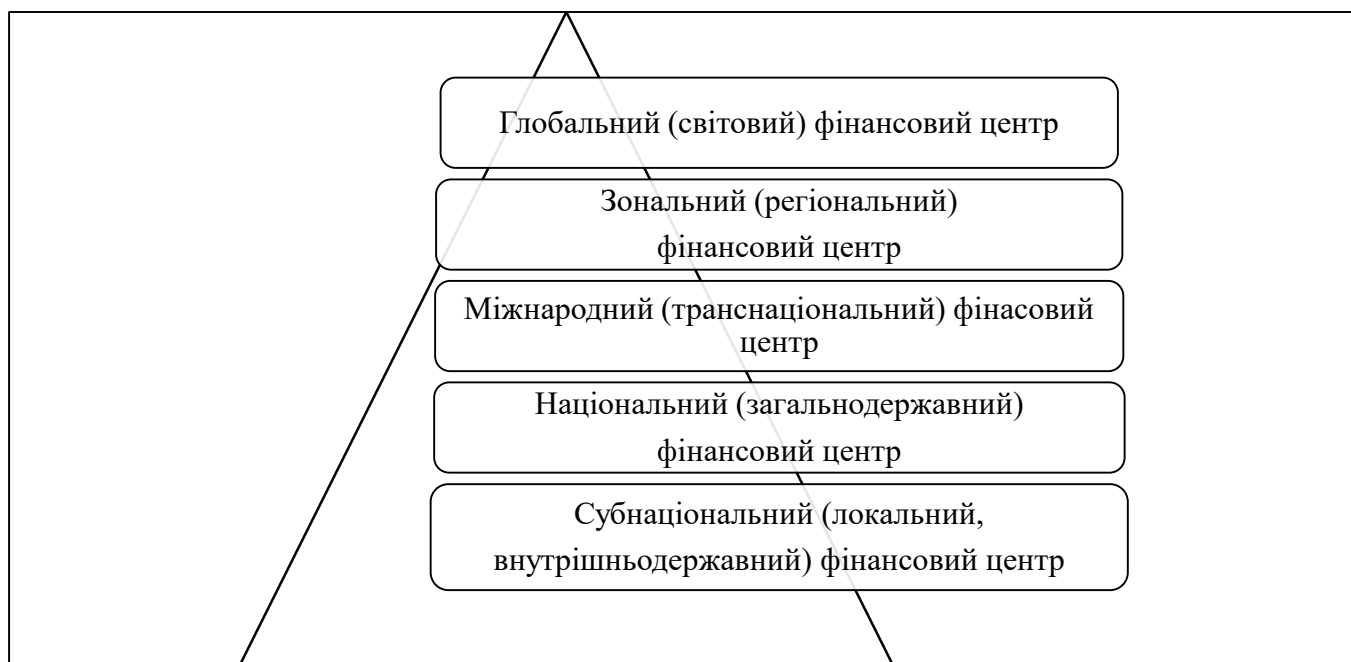 Глобальний (світовий) фінансовий центр
Зональний (регіональний)
фінансовий центр
Міжнародний (транснаціональний) фінасовий
центр
Національний (загальнодержавний)
фінансовий центр
Субнаціональний (локальний,
внутрішньодержавний) фінансовий центр